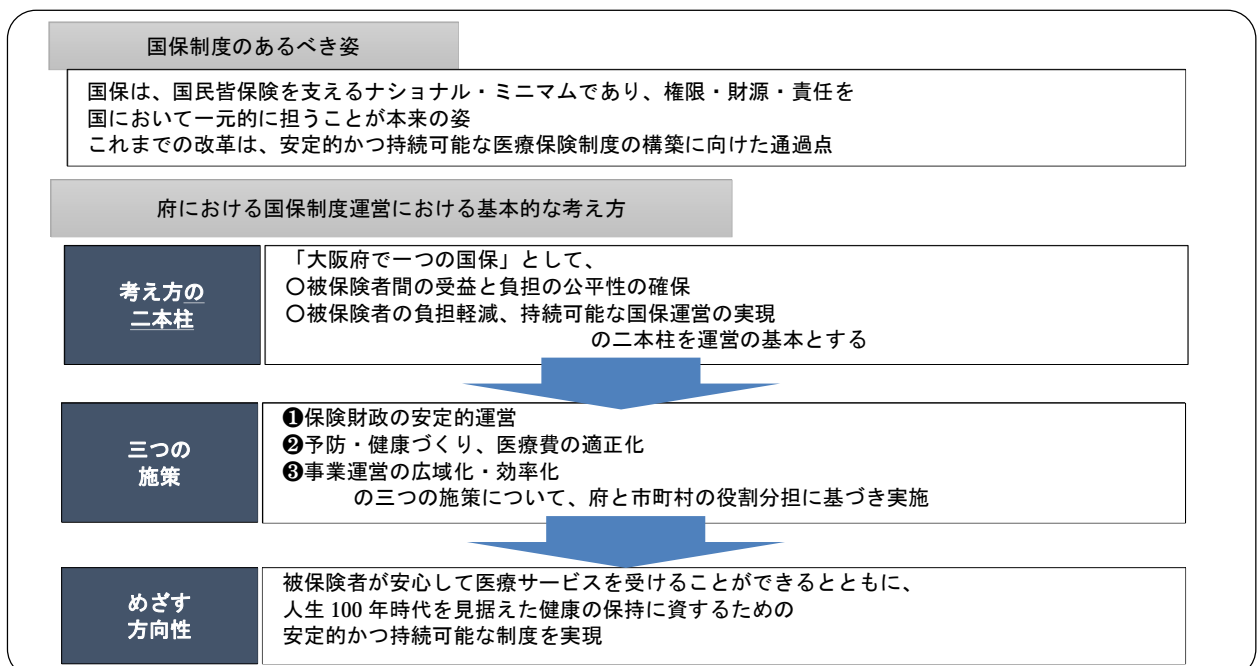 国保制度のあるべき姿
国保は、国民皆保険を支えるナショナル・ミニマムであり、権限・財源・責任を
国において一元的に担うことが本来の姿
これまでの改革は、安定的かつ持続可能な医療保険制度の構築に向けた通過点
府における国保制度運営における基本的な考え方
考え方の
二本柱
「大阪府で一つの国保」として、
〇被保険者間の受益と負担の公平性の確保
〇被保険者の負担軽減、持続可能な国保運営の実現
の二本柱を運営の基本とする
三つの
施策
❶保険財政の安定的運営
❷予防・健康づくり、医療費の適正化
❸事業運営の広域化・効率化
の三つの施策について、府と市町村の役割分担に基づき実施
めざす
方向性
被保険者が安心して医療サービスを受けることができるとともに、
人生 100 年時代を見据えた健康の保持に資するための
安定的かつ持続可能な制度を実現